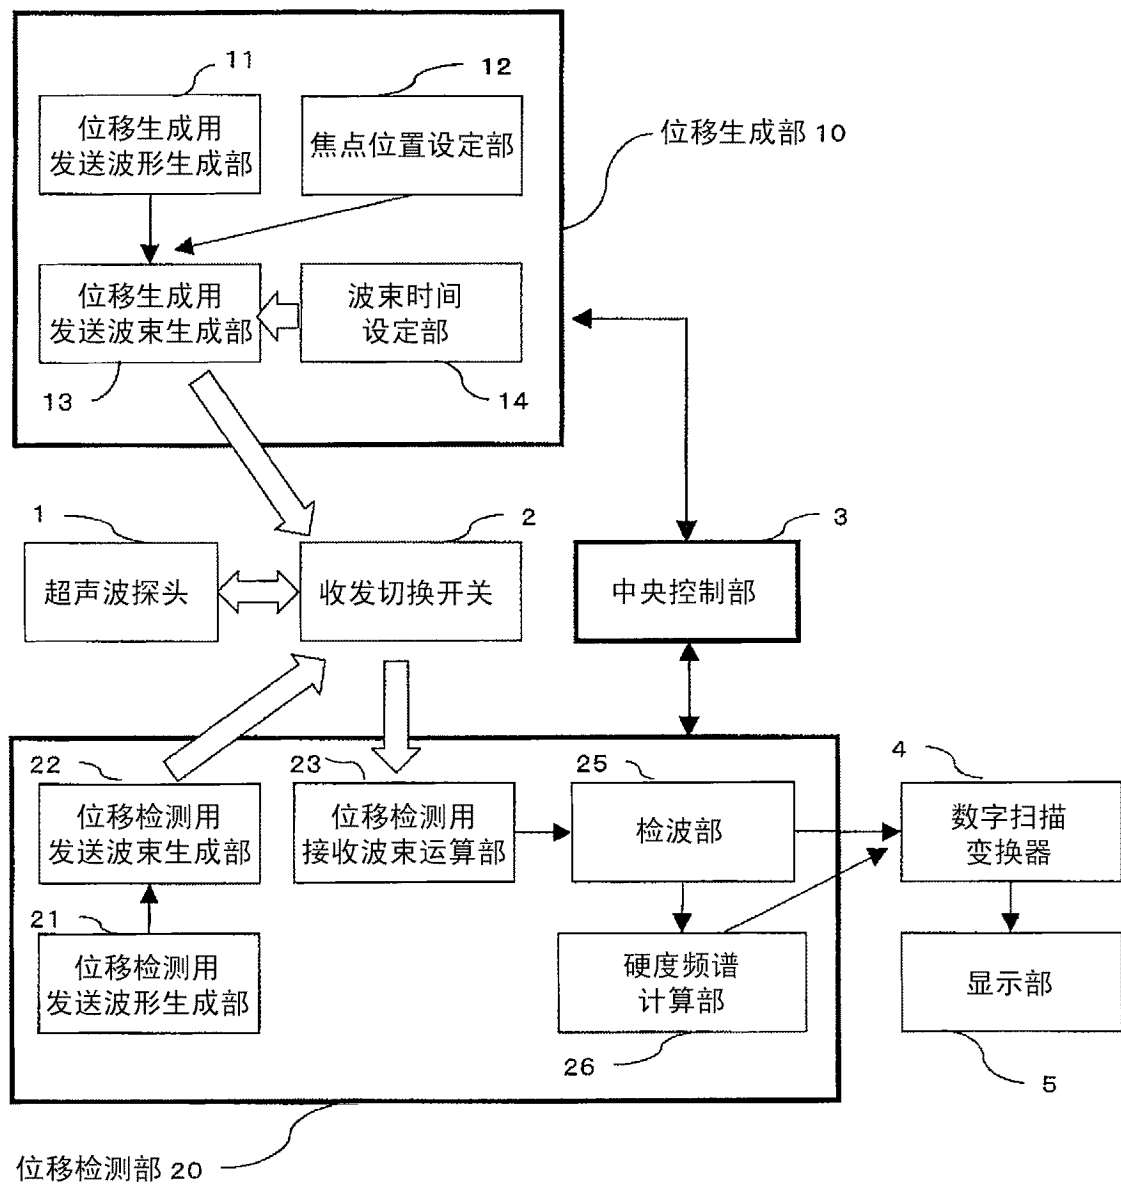 11
12
位移生成用
发送波形生成部
焦点位置设定部
位移生成部 10
位移生成用
发送波束生成部
波束时间
设定部
13
14
1
2
3
超声波探头
收发切换开关
中央控制部
22
23
25
4
位移检测用
发送波束生成部
位移检测用
接收波束运算部
检波部
数字扫描
变换器
21
位移检测用
发送波形生成部
硬度频谱
计算部
显示部
26
5
位移检测部 20